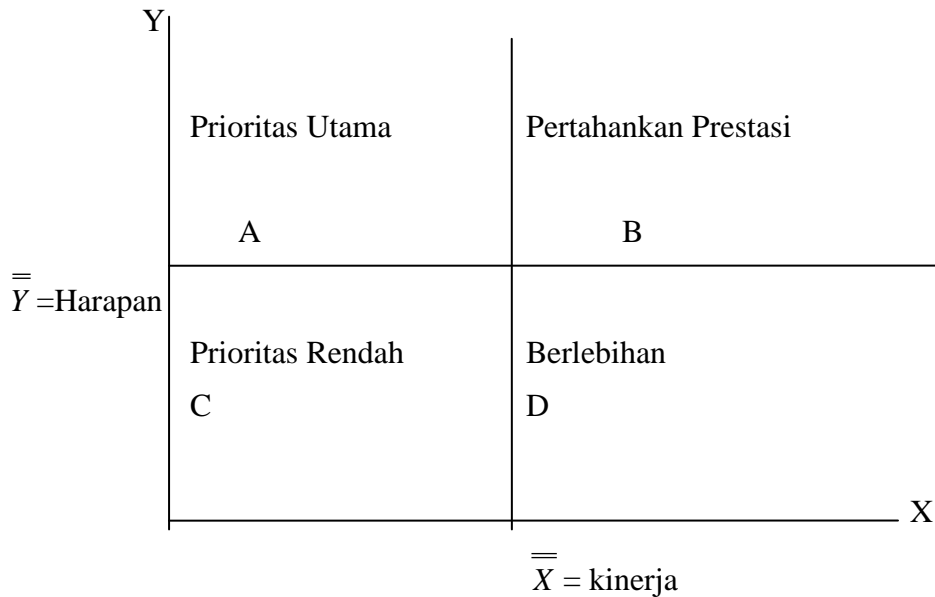 Y
Prioritas Utama
Pertahankan Prestasi
A
B
Y̿ =Harapan
Prioritas Rendah
Berlebihan
C
D
X
X̿ = kinerja